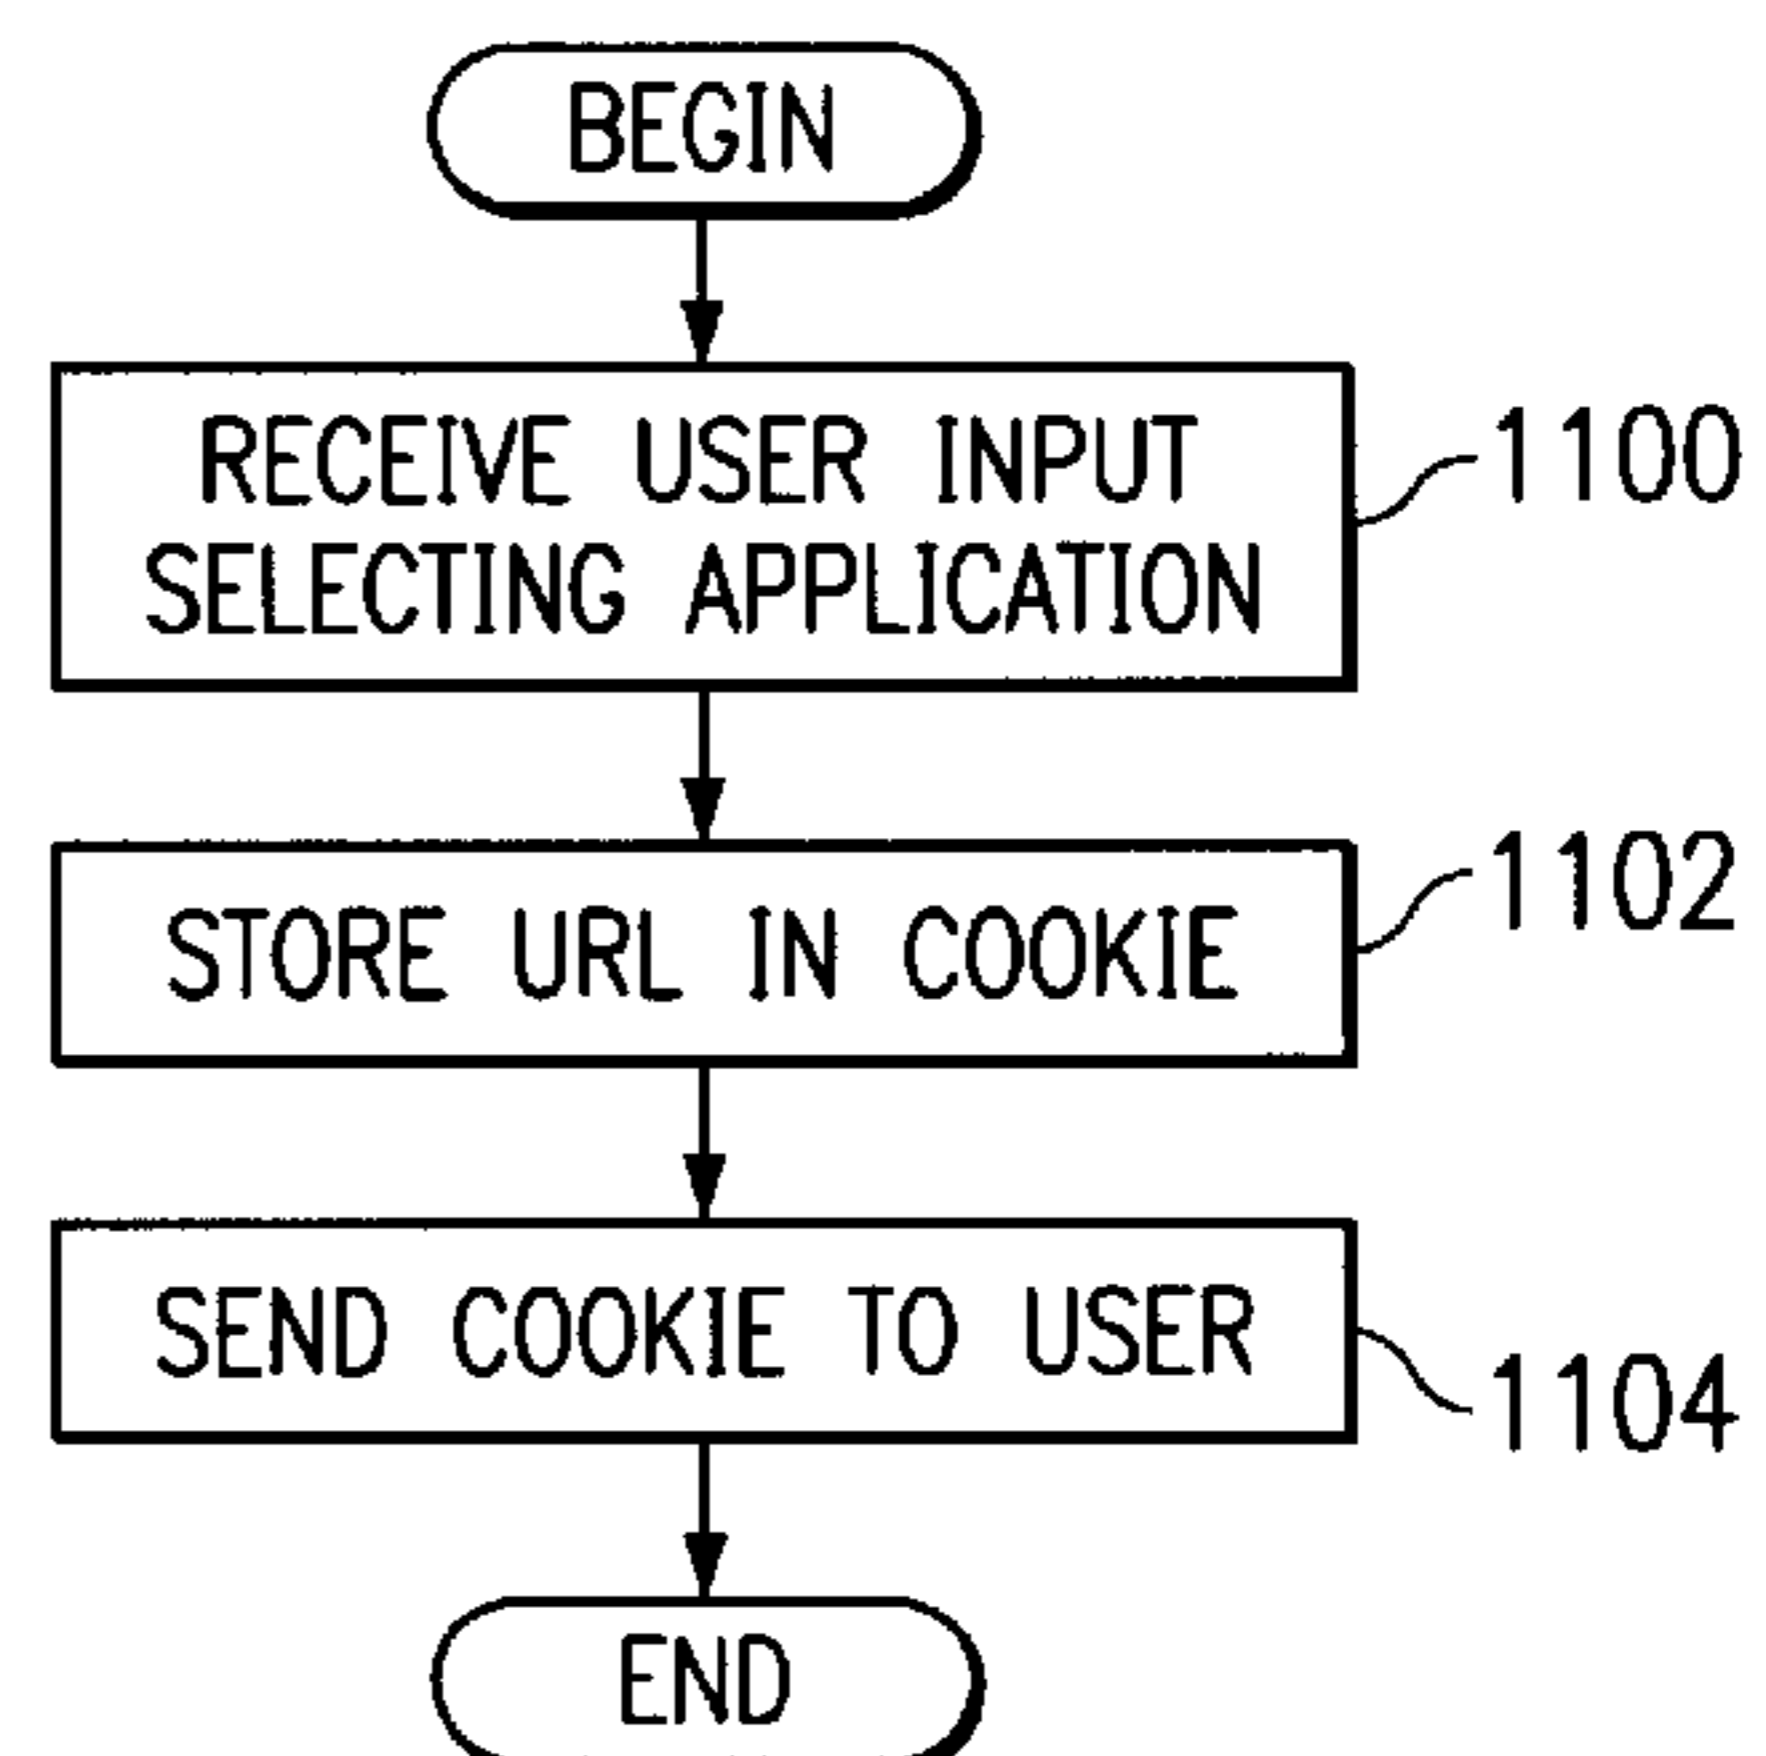 BEGIN
RECEIVE USER INPUT
SELECTING APPLICATION
1100
STORE URL IN COOKIE
1102
SEND COOKIE TO USER
1104
END